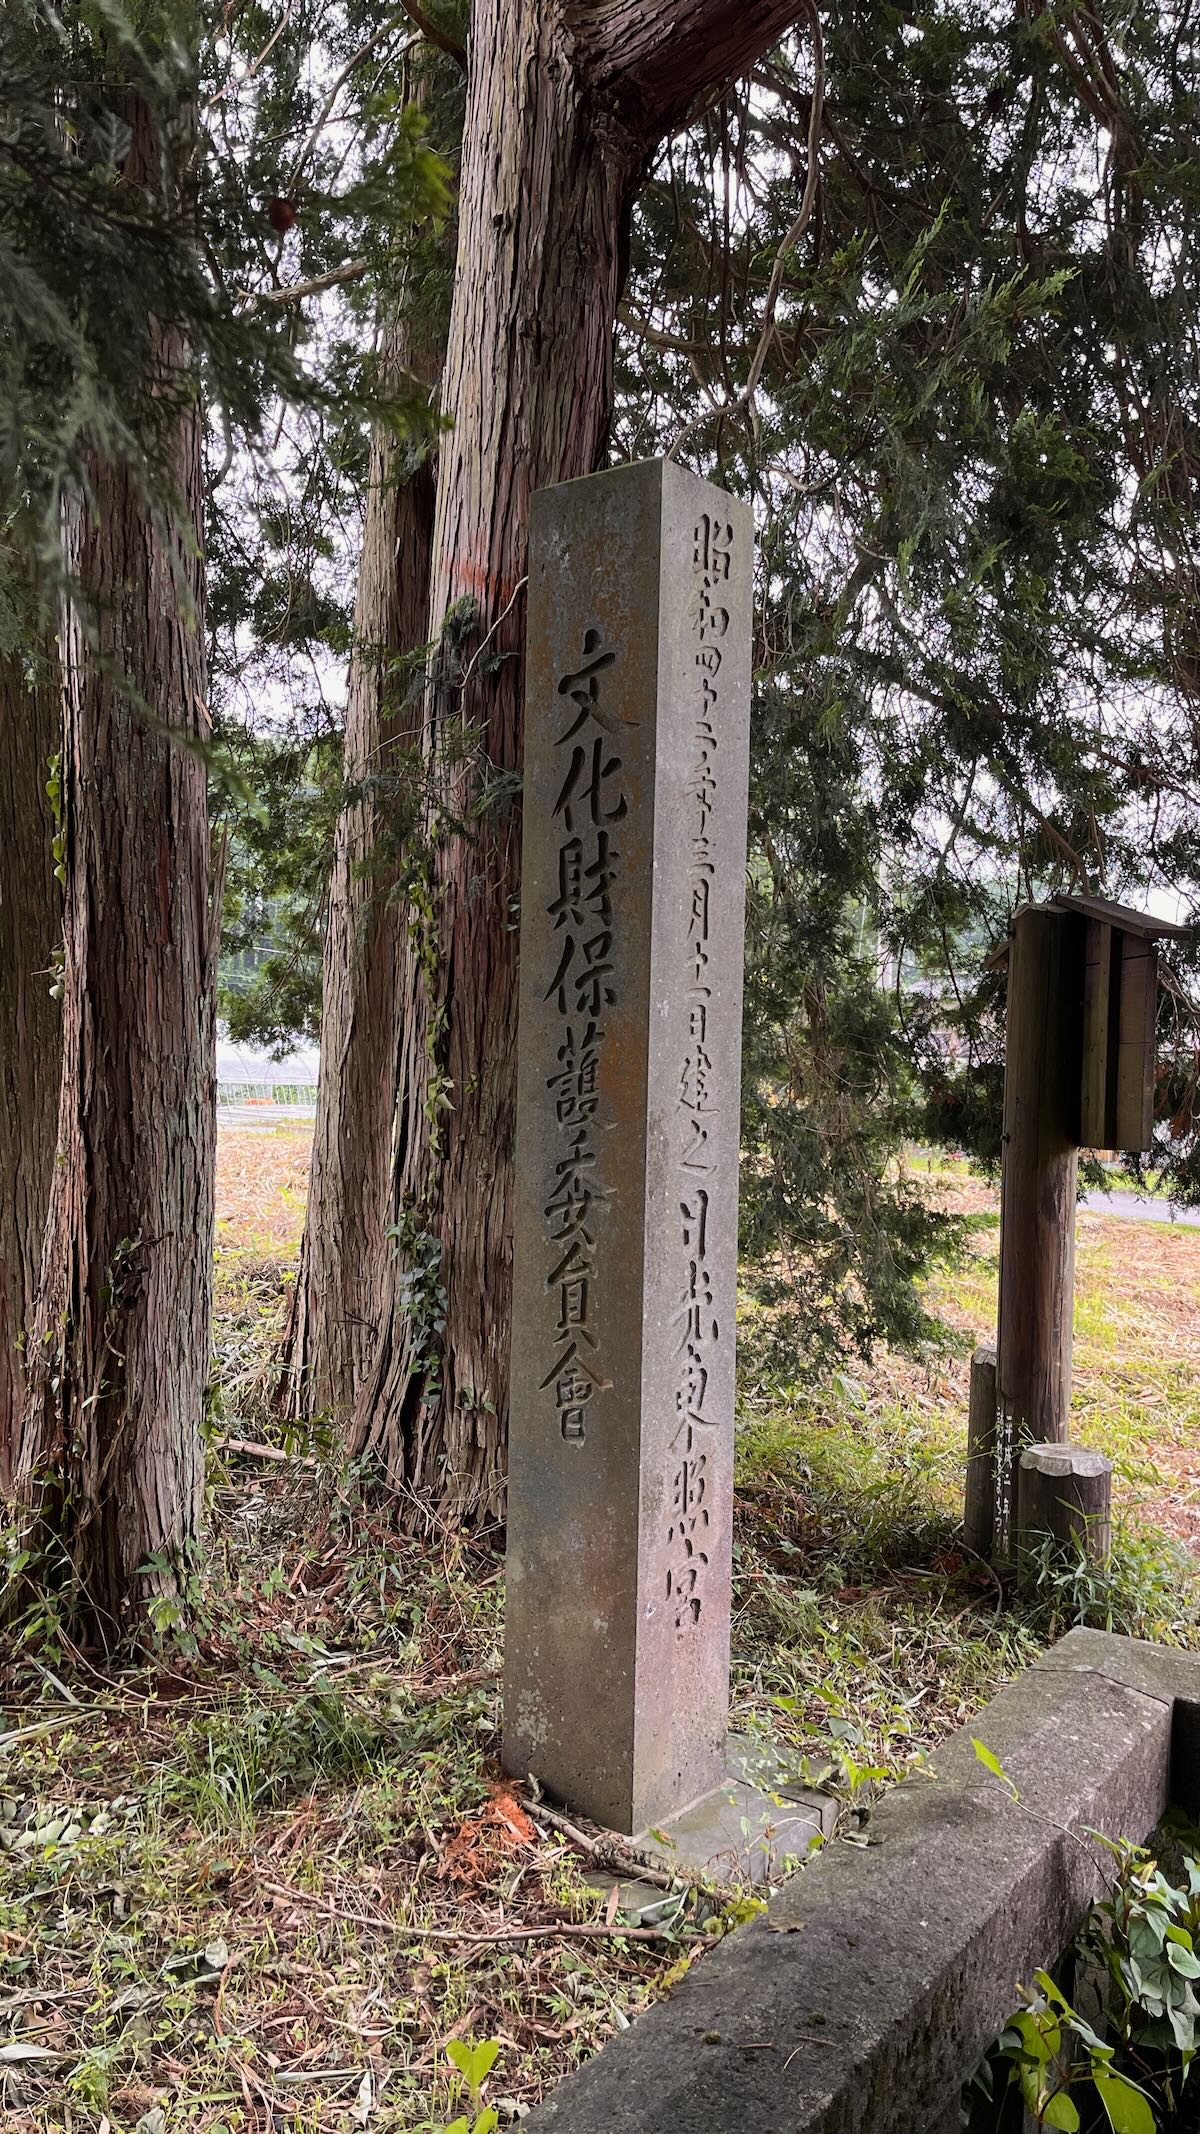 文化財保護委員會
昭和四十二年三月十一日建之日光東照宮